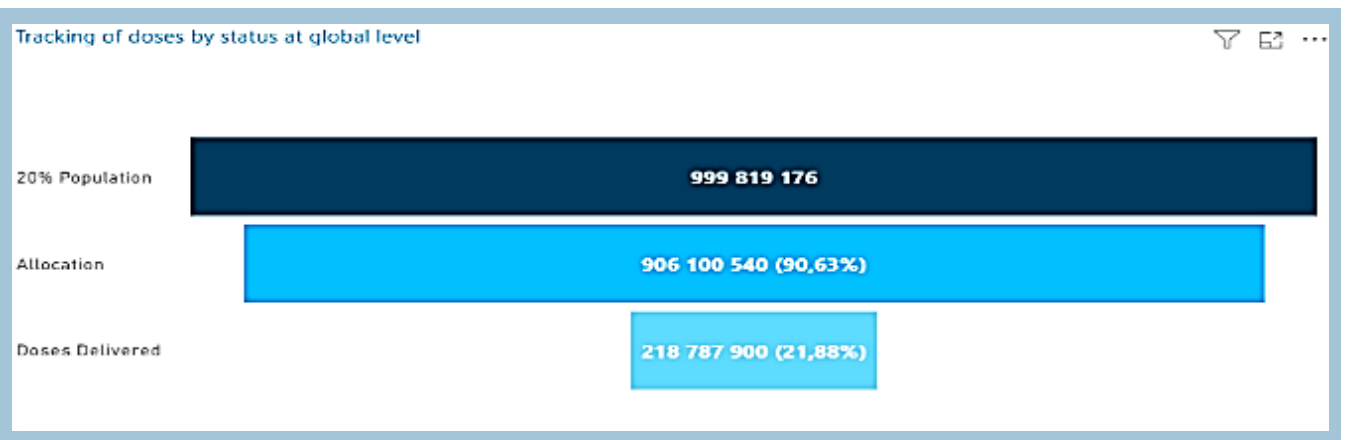 Tracking of doses by status at global level
20% Population
999 819 176
Allocation
906 100 540 (90,63%)
Doses Delivered
218 787 900 (21,88%)